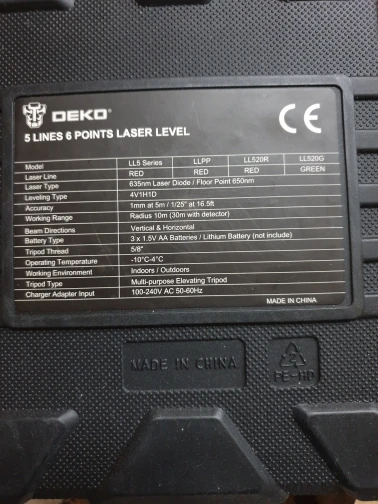 DEKO
5 LINES 6 POINTS LASER LEVEL
CE
Model LL5 Series LLPP LL520R LL520G
Laser Line RED RED RED GREEN
Laser Type 635nm Laser Diode / Floor Point 650nm
Leveling Type 4V1H1D
Accuracy 1mm at 5m / 1/25" at 16.5ft
Working Range Radius 10m (30m with detector)
Beam Directions Vertical & Horizontal
Battery Type 3 x 1.5V AA Batteries / Lithium Battery (not include)
Tripod Thread 5/8"
Operating Temperature -10°C-4°C
Working Environment Indoors / Outdoors
Tripod Type Multi-purpose Elevating Tripod
Charger Adapter Input 100-240V AC 50-60Hz
MADE IN CHINA
MADE IN CHINA
2
PE-HD